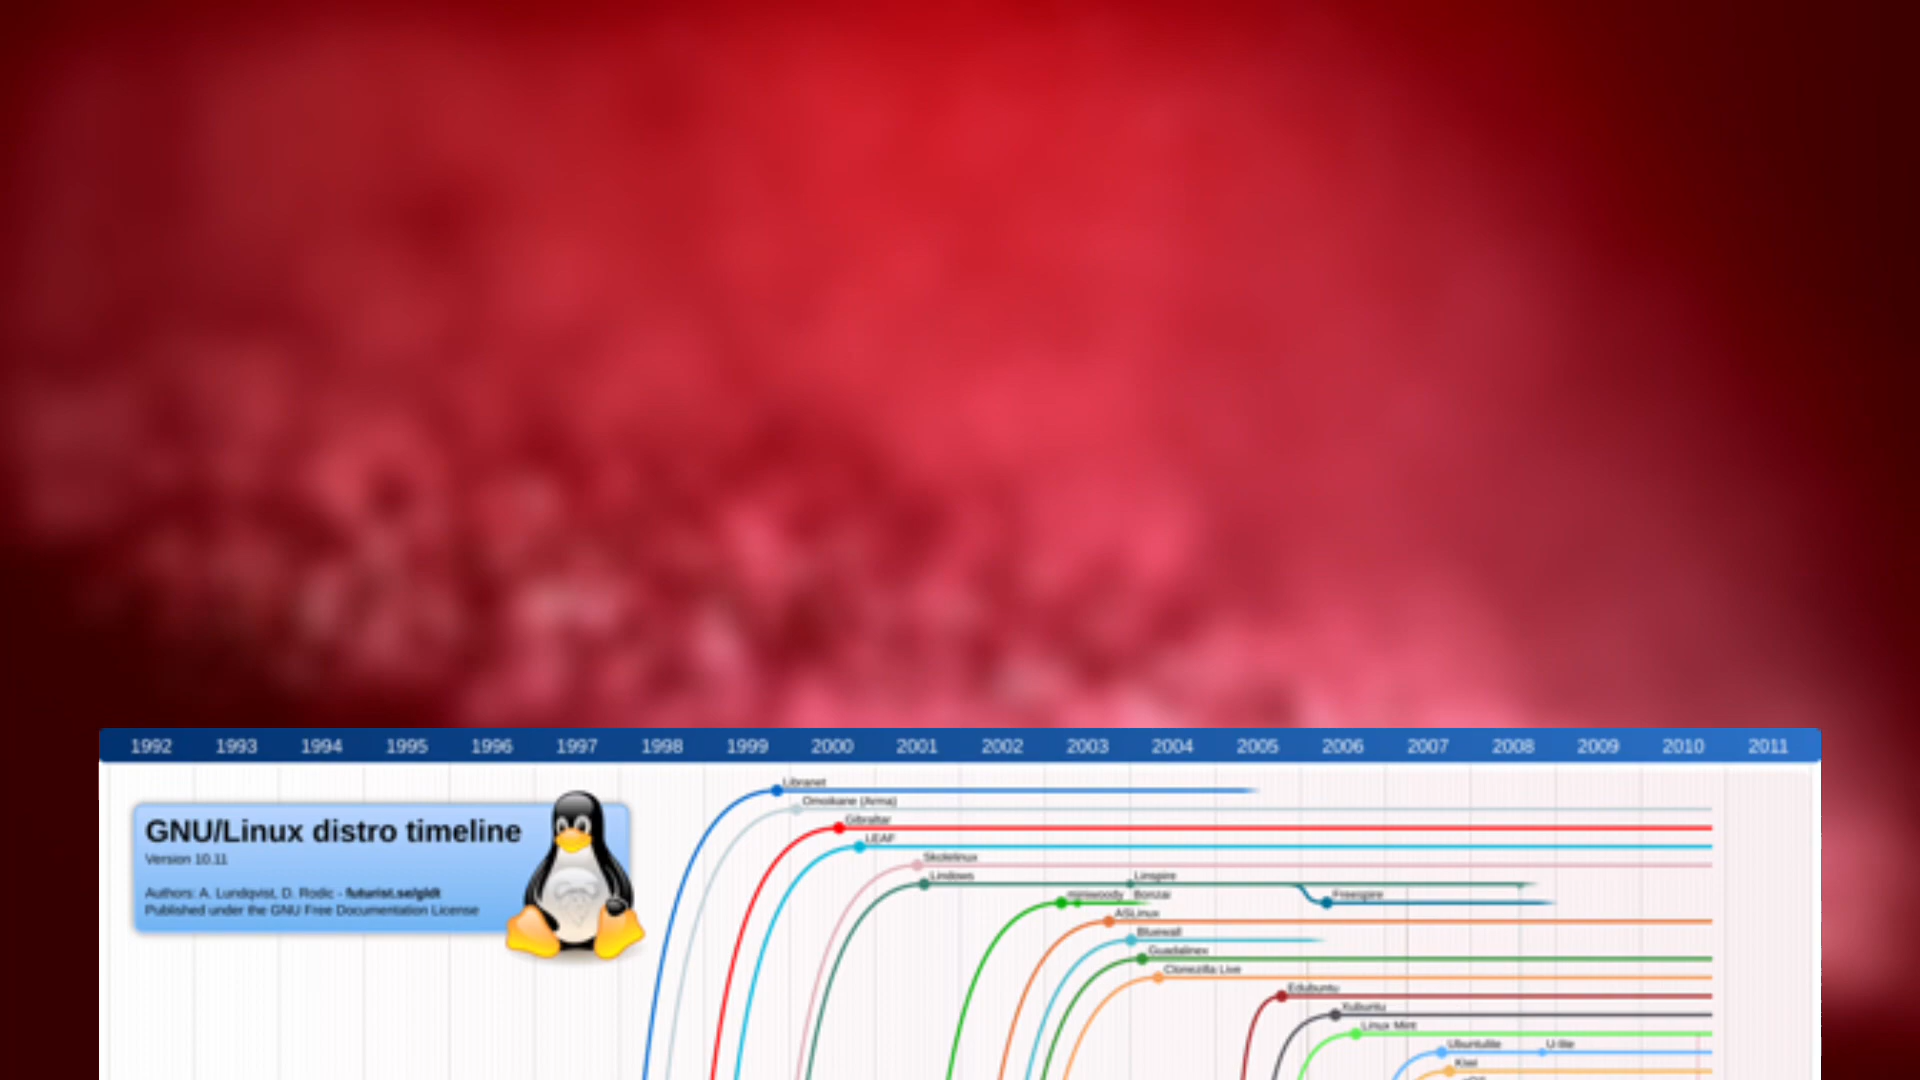 1992 1993 1994 1995 1996 1997 1998 1999 2000 2001 2002 2003 2004 2005 2006 2007 2008 2009 2010 2011
Libranet
Omoikane (Arma)
GNU/Linux distro timeline
Gibraltar
LEAF
Version 10.11
Skolelinux
Lindows Linspire
Authors: A. Lundqvist, D. Rodic - futurist.se/gldt
miniwoody Bonzai Freespire
Published under the GNU Free Documentation License
ASLinux
Bluewall
Guadalinex
Clonezilla Live
Edubuntu
Xubuntu
Linux Mint
Ubuntulite U-lite
Kiwi